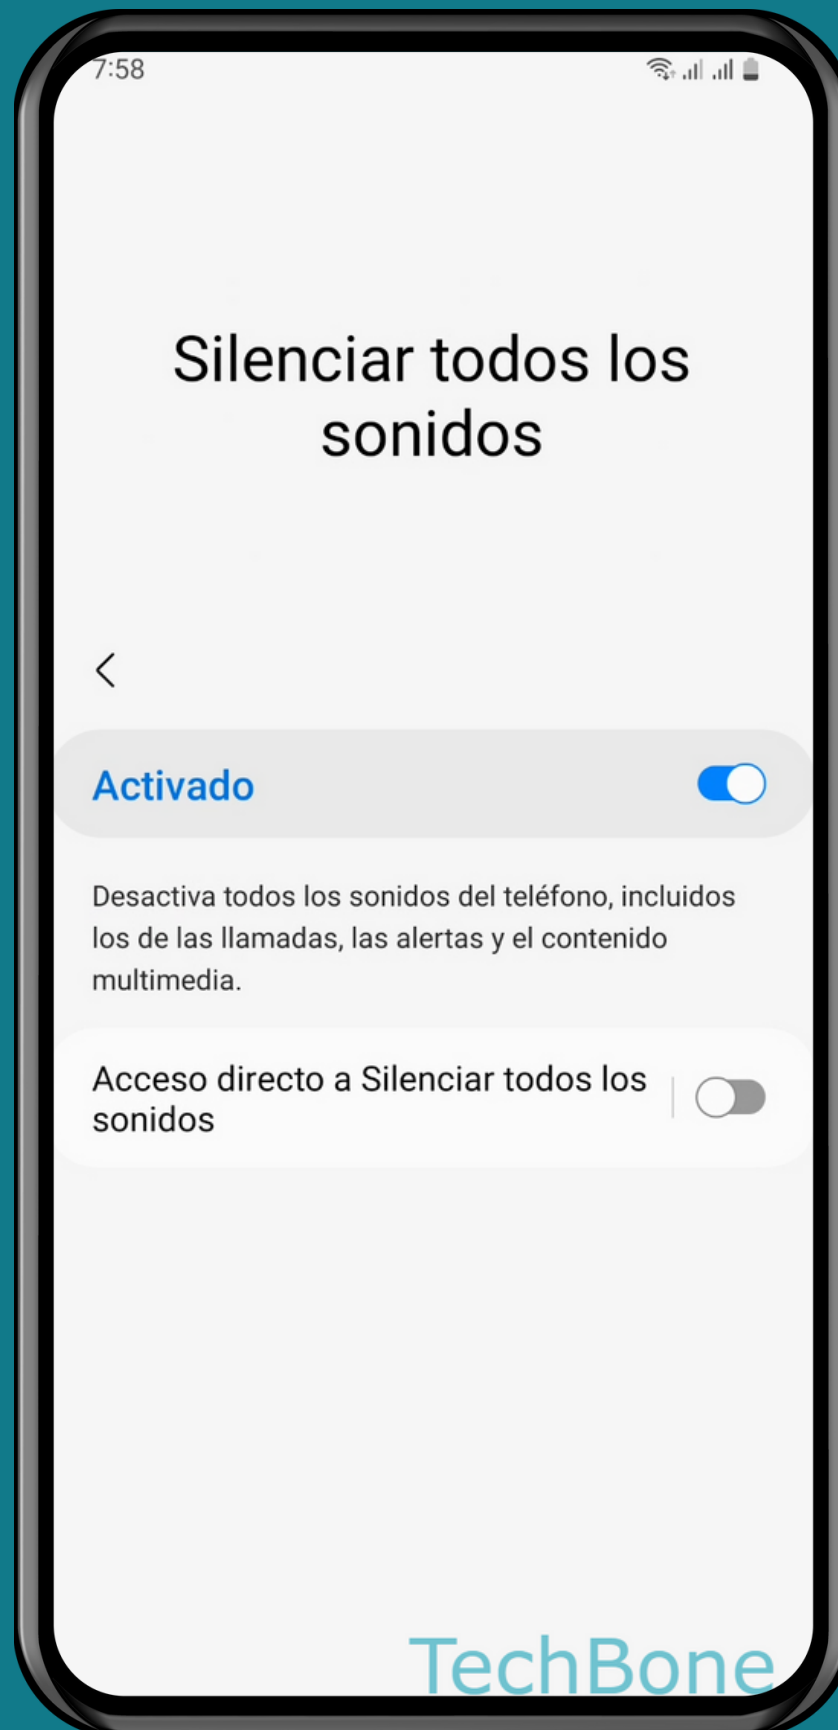 7:58
Silenciar todos los
sonidos
Activado
Desactiva todos los sonidos del teléfono, incluidos
los de las llamadas, las alertas y el contenido
multimedia.
Acceso directo a Silenciar todos los
sonidos
TechBone